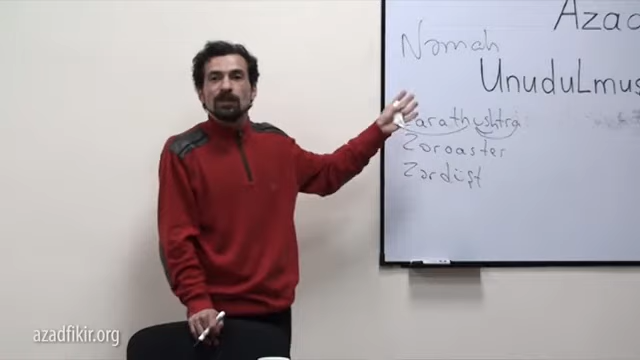 Azad
Nəmah
UnuduLmuş
Zarathushtra
Zoroaster
Zərdüşt
azadfikir.org